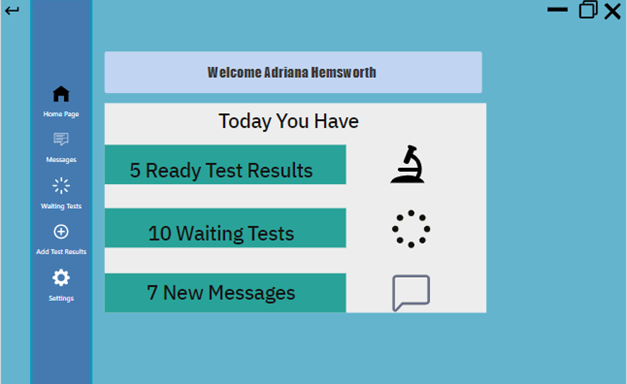 Welcome Adriana Hemsworth
Today You Have
5 Ready Test Results
10 Waiting Tests
7 New Messages
Home Page
Messages
Waiting Tests
Add Test Results
Settings